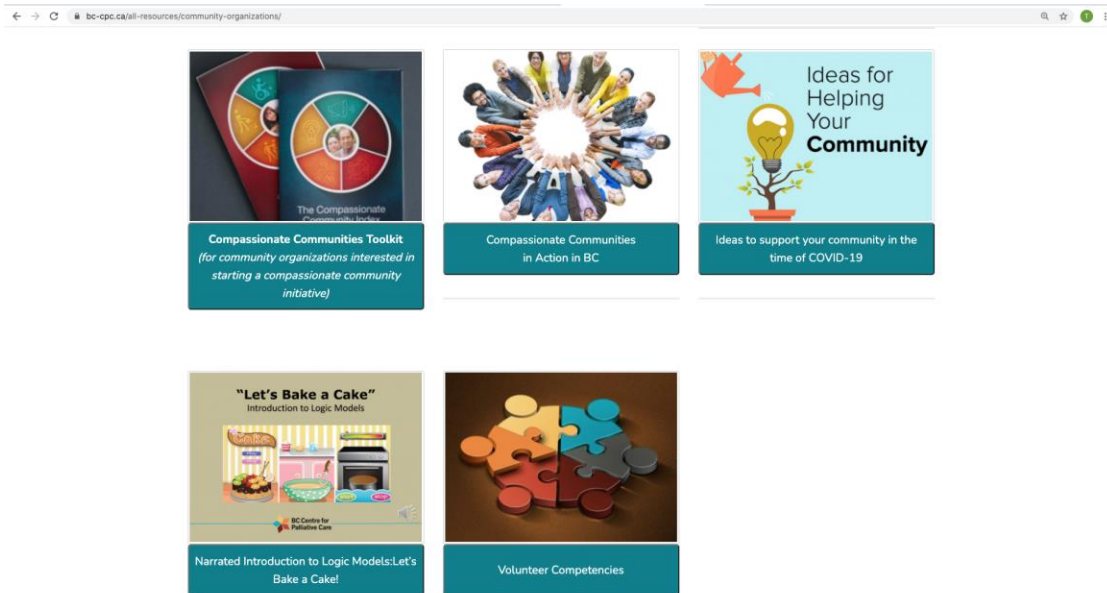 bc-cpc.ca/all-resources/community-organizations/
T
The Compassionate
Community Index
Compassionate Communities Toolkit
(for community organizations interested in
starting a compassionate community
initiative)
Compassionate Communities
in Action in BC
Ideas for
Helping
Your
Community
Ideas to support your community in the
time of COVID-19
"Let's Bake a Cake"
Introduction to Logic Models
BC Centre for
Palliative Care
Narrated Introduction to Logic Models:Let's
Bake a Cake!
Volunteer Competencies